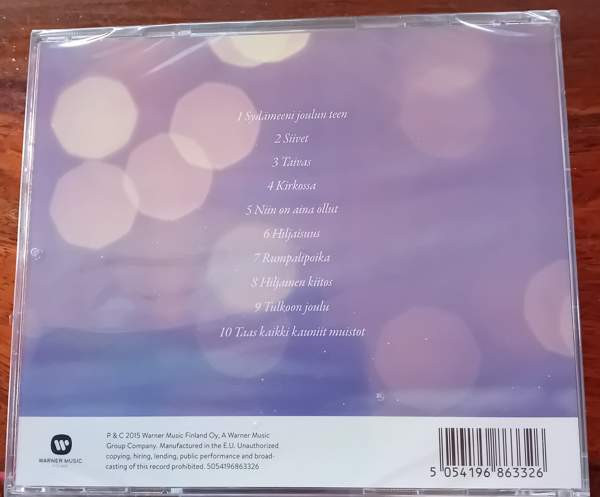 1 Sydämeeni joulun teen
2 Siivet
3 Taivas
4 Kirkossa
5 Niin on aina ollut
6 Hiljaisuus
7 Rumpalipoika
8 Hiljainen kiitos
9 Tulkoon joulu
10 Taas kaikki kauniit muistot
P & C 2015 Warner Music Finland Oy, A Warner Music
Group Company. Manufactured in the E.U. Unauthorized
copying, hiring, lending, public performance and broad-
casting of this record prohibited. 5054196863326
WARNER MUSIC
5 054196 863326